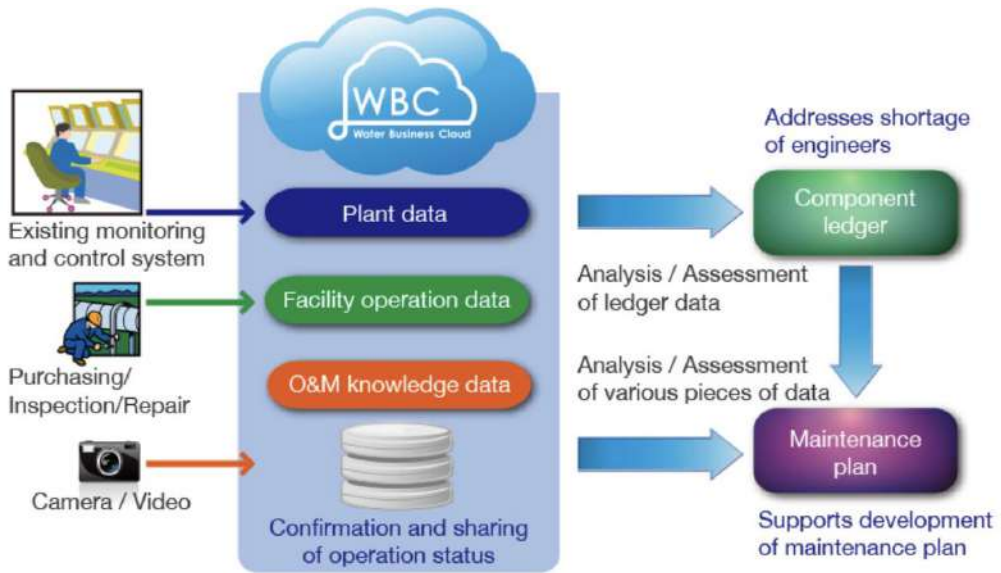 WBC
Water Business Cloud
Plant data
Facility operation data
O&M knowledge data
Confirmation and sharing
of operation status
Existing monitoring
and control system
Purchasing/
Inspection/Repair
Camera / Video
Addresses shortage
of engineers
Component
ledger
Analysis / Assessment
of ledger data
Analysis / Assessment
of various pieces of data
Maintenance
plan
Supports development
of maintenance plan